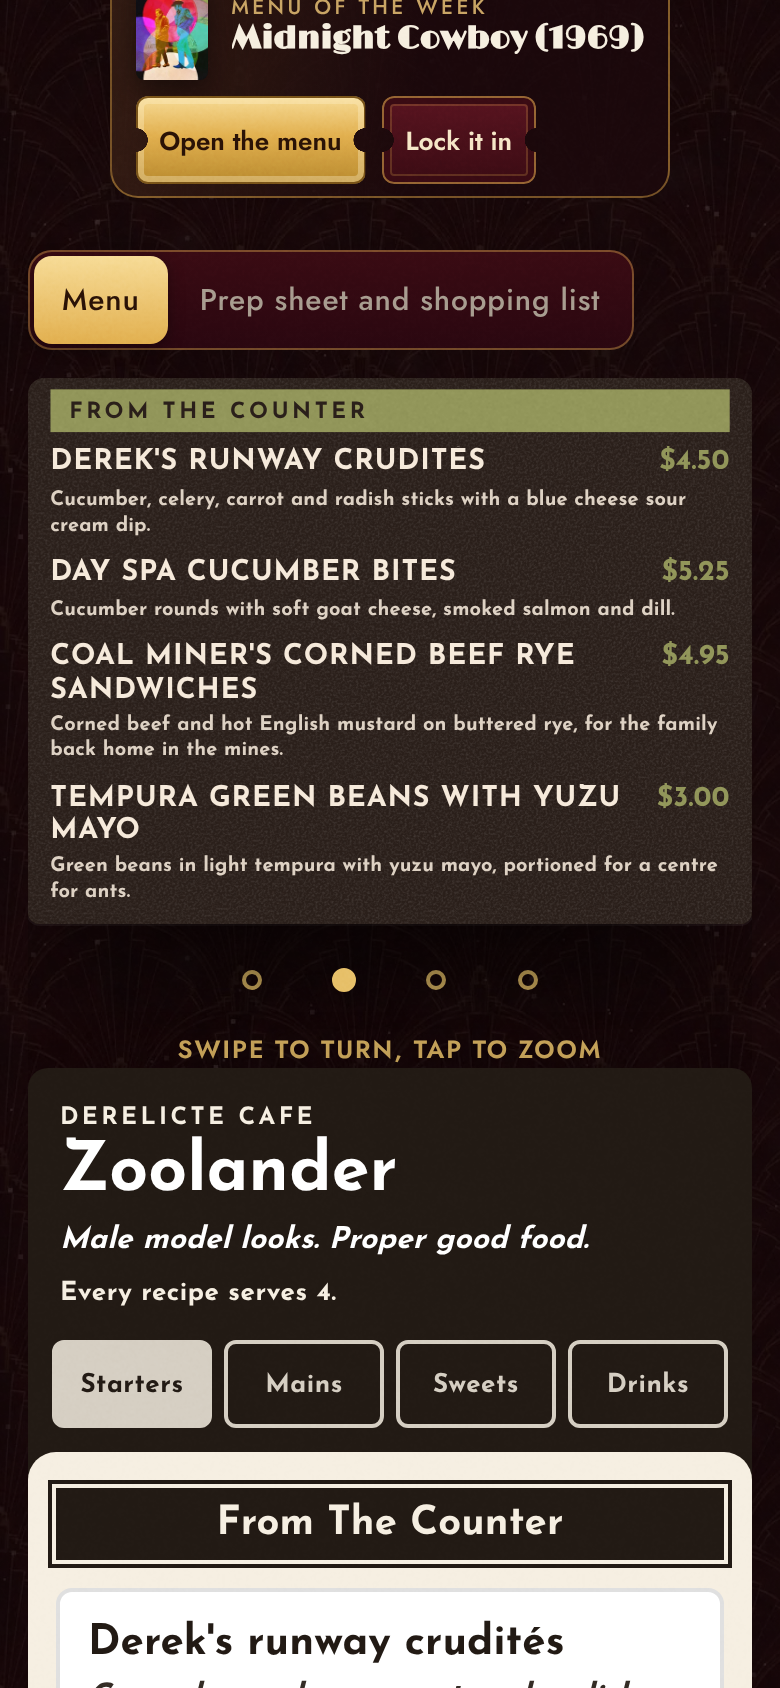 MENU OF THE WEEK
Midnight Cowboy (1969)
Open the menu
Lock it in
Menu
Prep sheet and shopping list
FROM THE COUNTER
DEREK'S RUNWAY CRUDITES $4.50
Cucumber, celery, carrot and radish sticks with a blue cheese sour
cream dip.
DAY SPA CUCUMBER BITES $5.25
Cucumber rounds with soft goat cheese, smoked salmon and dill.
COAL MINER'S CORNED BEEF RYE $4.95
SANDWICHES
Corned beef and hot English mustard on buttered rye, for the family
back home in the mines.
TEMPURA GREEN BEANS WITH YUZU $3.00
MAYO
Green beans in light tempura with yuzu mayo, portioned for a centre
for ants.
SWIPE TO TURN, TAP TO ZOOM
DERELICTE CAFE
Zoolander
Male model looks. Proper good food.
Every recipe serves 4.
Starters
Mains
Sweets
Drinks
From The Counter
Derek's runway crudités